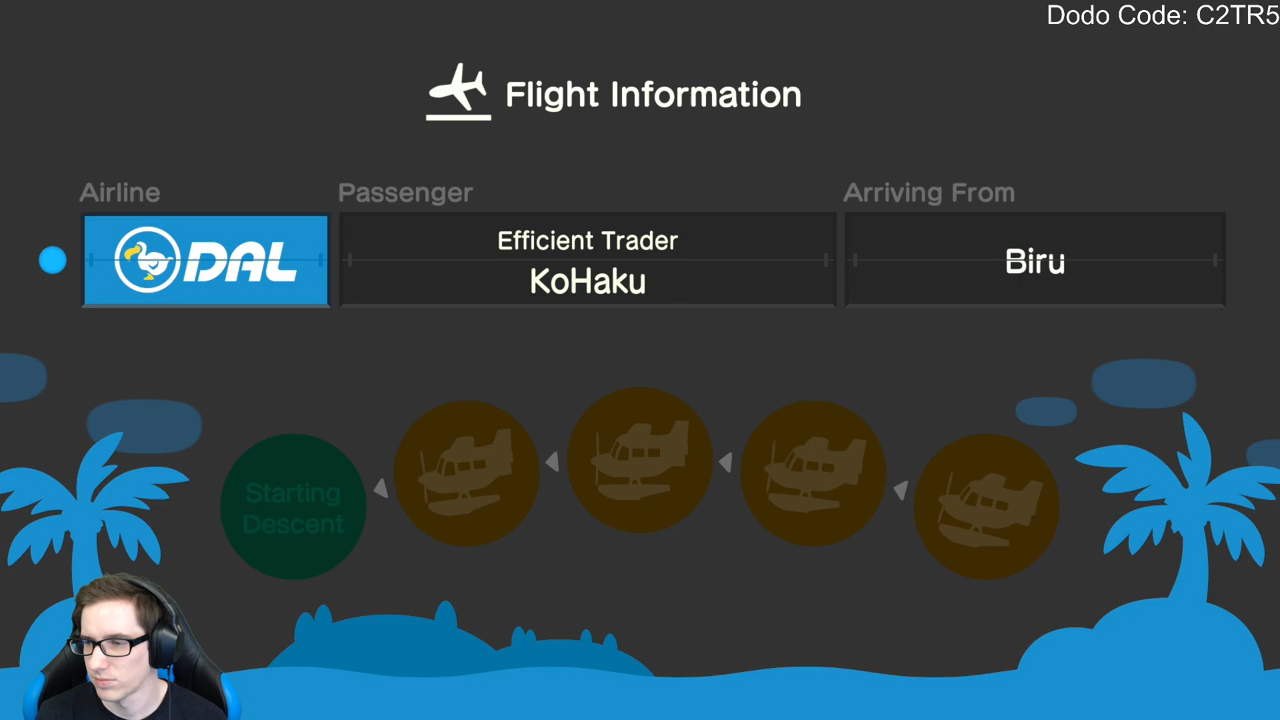 Dodo Code: C2TR5
Flight Information
Airline
Passenger
Arriving From
DAL
Efficient Trader
KoHaku
Biru
Starting
Descent